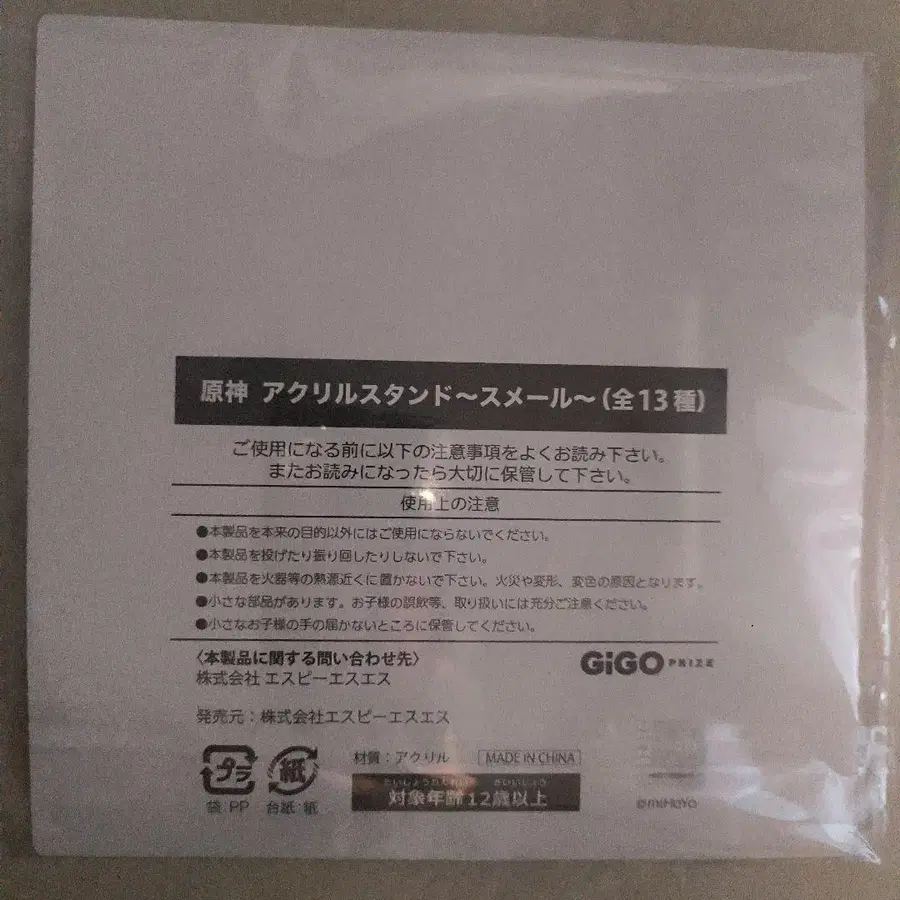 原神 アクリルスタンド～スメール～(全13種)
ご使用になる前に以下の注意事項をよくお読み下さい。
またお読みになったら大切に保管して下さい。
使用上の注意
●本製品を本来の目的以外にはご使用にならないでください。
●本製品を投げたり振り回したりしないで下さい。
●本製品を火器等の熱源近くに置かないで下さい。火災や変形、変色の原因となります。
●小さな部品があります。お子様の誤飲等、取り扱いには充分ご注意ください。
●小さなお子様の手の届かないところに保管してください。
〈本製品に関する問い合わせ先〉
株式会社 エスピーエスエス
GiGO PRIZE
発売元：株式会社エスピーエスエス
プラ
紙
材質：アクリル
MADE IN CHINA
袋 PP
台紙 紙
対象年齢12歳以上
©miHoYo